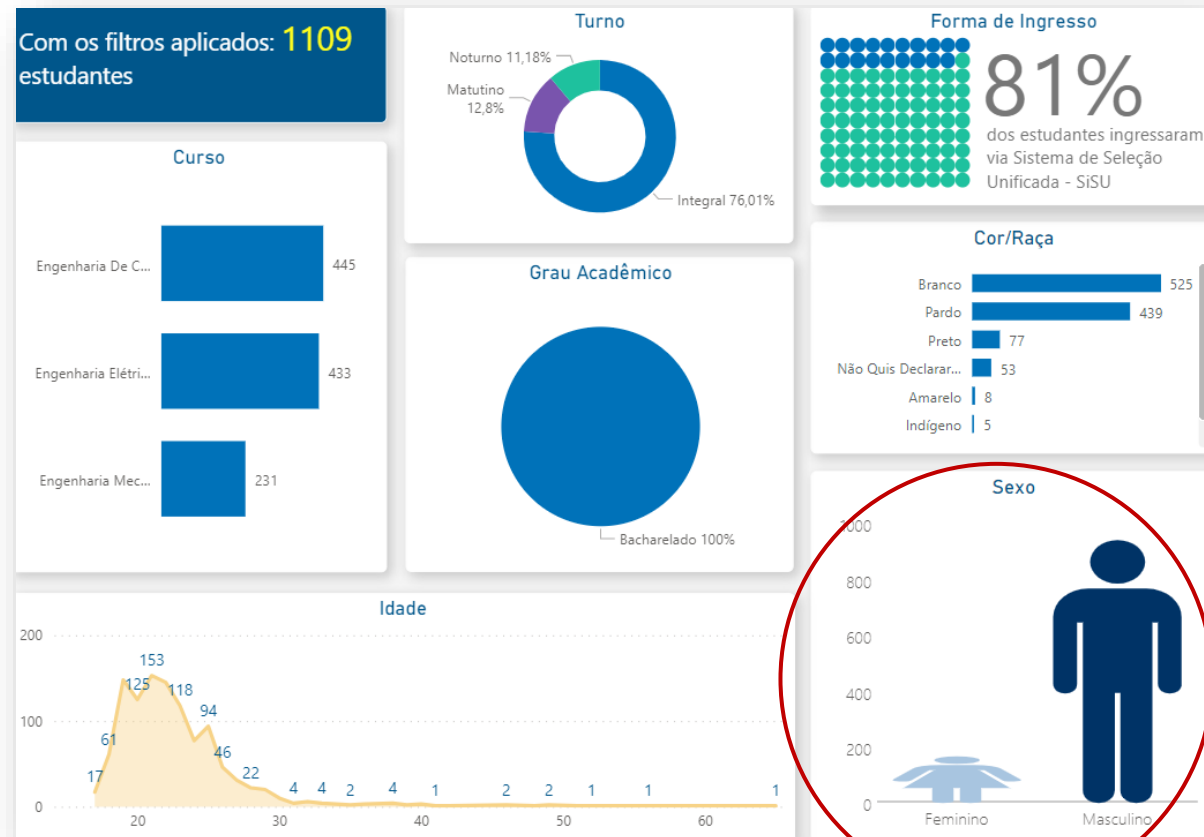 Com os filtros aplicados: 1109
estudantes
Curso
Engenharia De C...
445
Engenharia Elétri...
433
Engenharia Mec...
231
Turno
Noturno 11,18%
Matutino
12,8%
Integral 76,01%
Grau Acadêmico
Bacharelado 100%
Forma de Ingresso
81%
dos estudantes ingressaram
via Sistema de Seleção
Unificada - SiSU
Cor/Raça
Branco 525
Pardo 439
Preto 77
Não Quis Declarar... 53
Amarelo 8
Indígeno 5
Idade
200
100
0
17
61
125
153
118
94
46
22
4
4
2
4
1
2
2
1
1
1
20
30
40
50
60
Sexo
1000
800
600
400
200
0
Feminino
Masculino